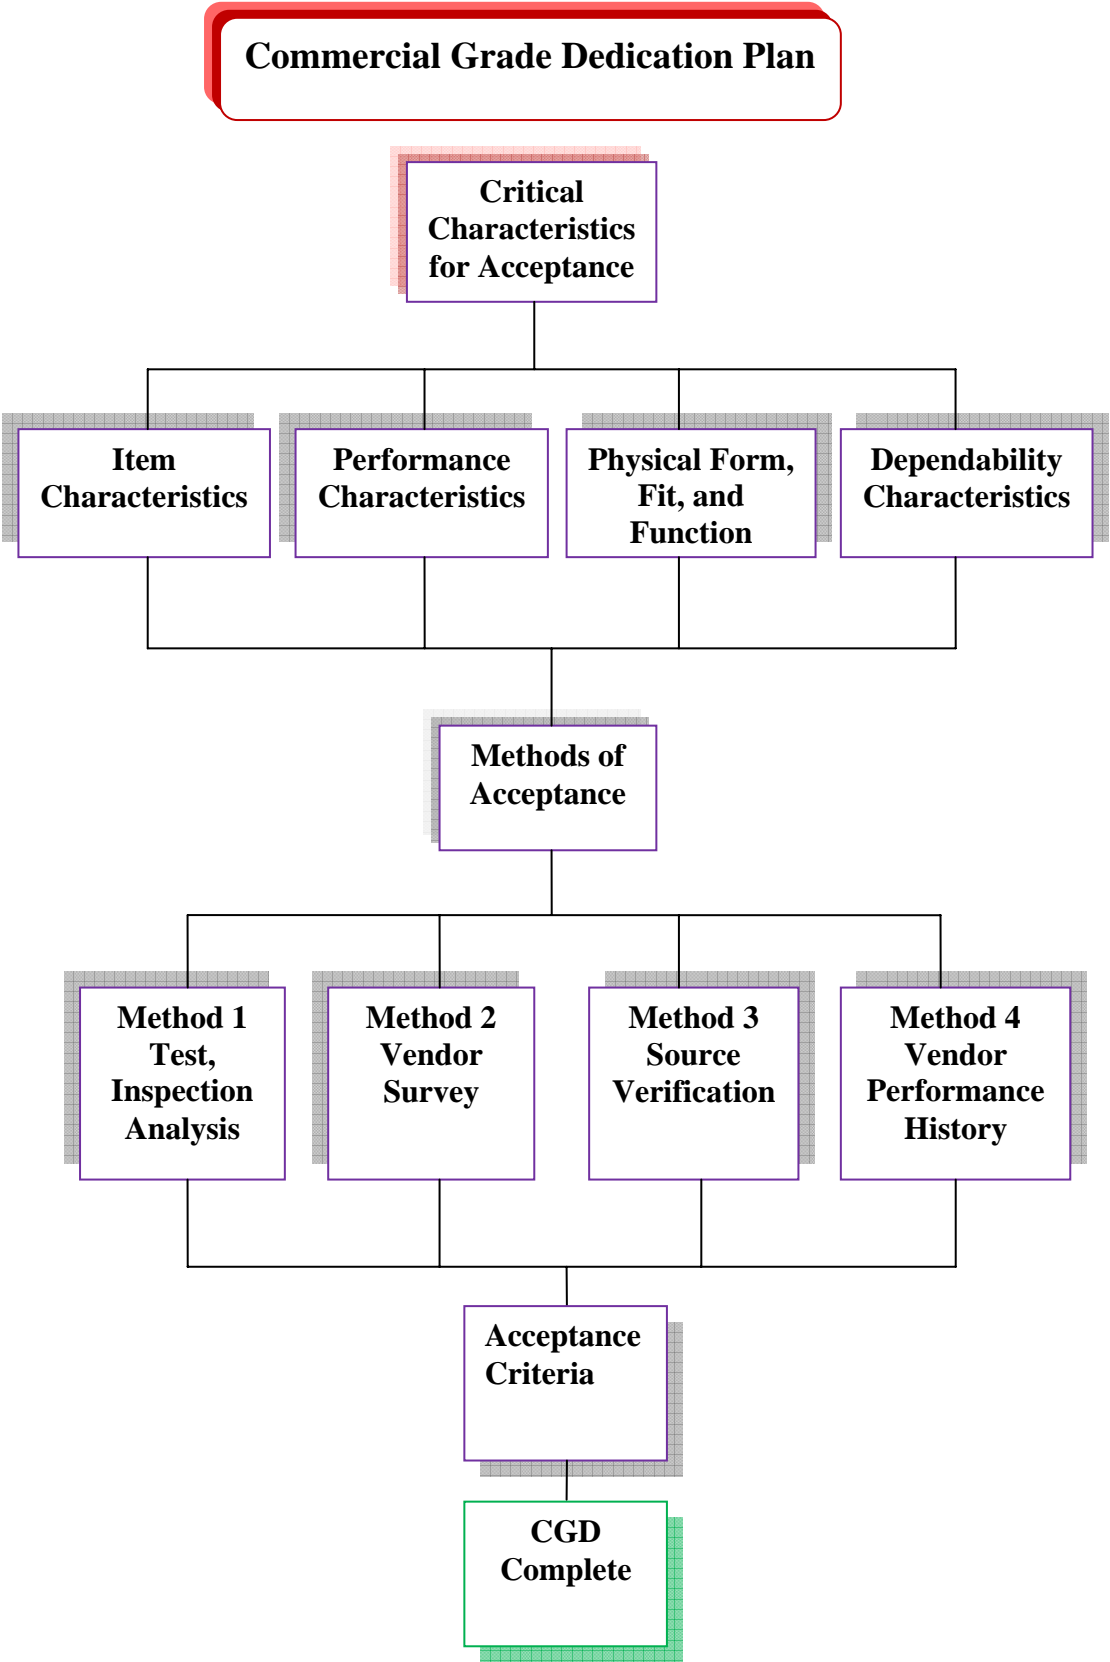 Commercial Grade Dedication Plan
Critical
Characteristics
for Acceptance
Item
Characteristics
Performance
Characteristics
Physical Form,
Fit, and
Function
Dependability
Characteristics
Methods of
Acceptance
Method 1
Test,
Inspection
Analysis
Method 2
Vendor
Survey
Method 3
Source
Verification
Method 4
Vendor
Performance
History
Acceptance
Criteria
CGD
Complete